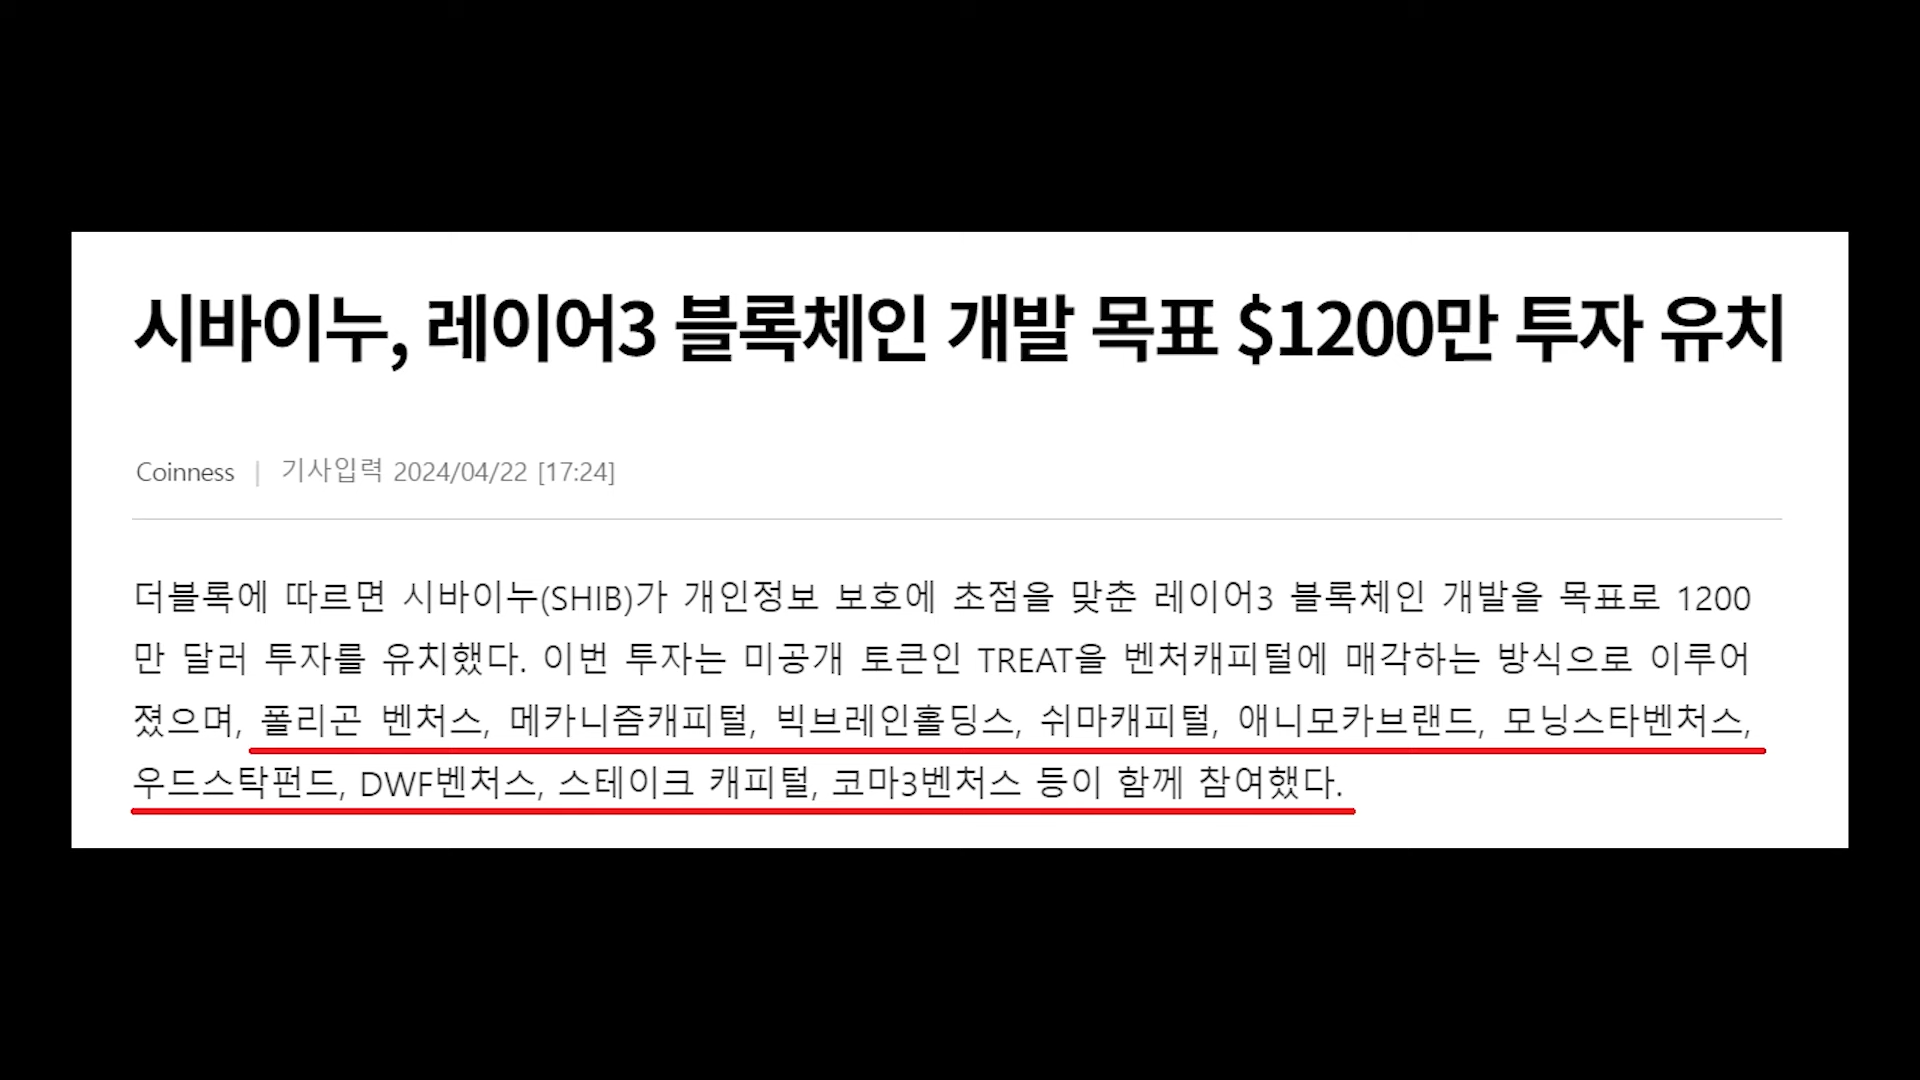 시바이누, 레이어3 블록체인 개발 목표 $1200만 투자 유치
Coinness | 기사입력 2024/04/22 [17:24]
더블록에 따르면 시바이누(SHIB)가 개인정보 보호에 초점을 맞춘 레이어3 블록체인 개발을 목표로 1200
만 달러 투자를 유치했다. 이번 투자는 미공개 토큰인 TREAT을 벤처캐피털에 매각하는 방식으로 이루어
졌으며, 폴리곤 벤처스, 메카니즘캐피털, 빅브레인홀딩스, 쉬마캐피털, 애니모카브랜드, 모닝스타벤처스,
우드스탁펀드, DWF벤처스, 스테이크 캐피털, 코마3벤처스 등이 함께 참여했다.